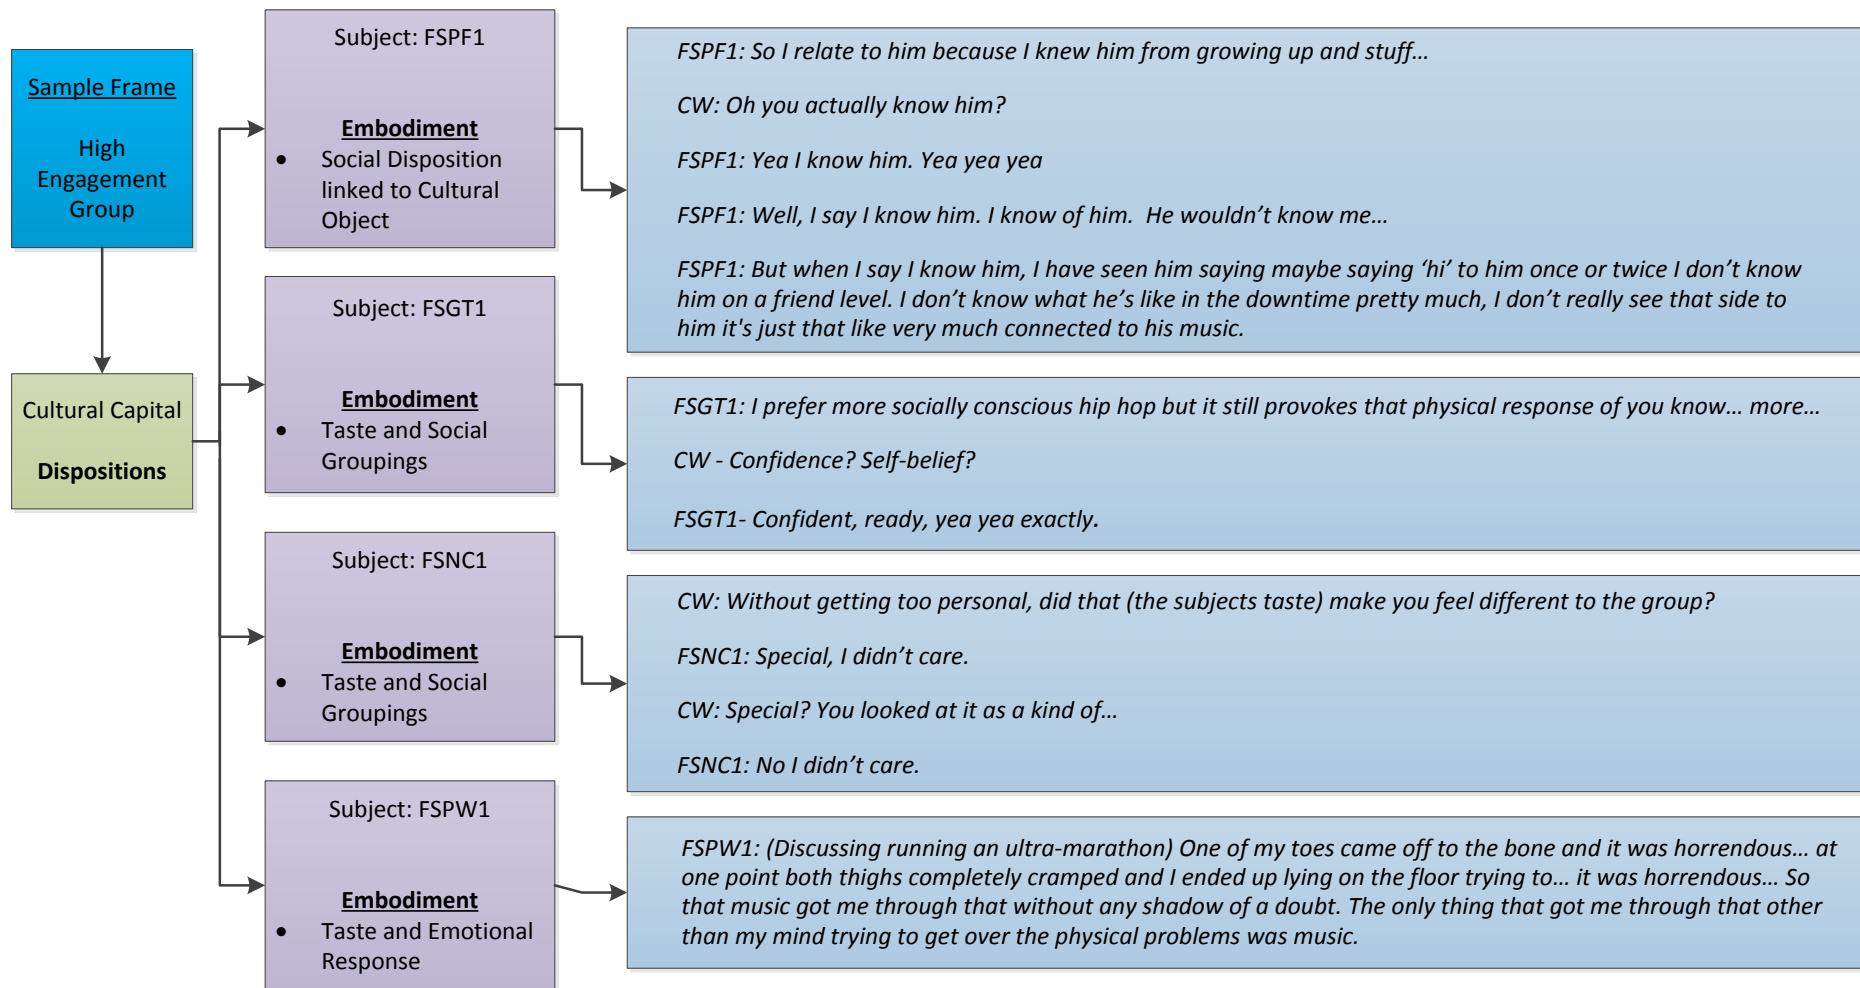 Sample Frame
High
Engagement
Group
Cultural Capital
Dispositions
Subject: FSPF1
Embodiment
• Social Disposition
linked to Cultural
Object
FSPF1: So I relate to him because I knew him from growing up and stuff…
CW: Oh you actually know him?
FSPF1: Yea I know him. Yea yea yea
FSPF1: Well, I say I know him. I know of him.  He wouldn’t know me…
FSPF1: But when I say I know him, I have seen him saying maybe saying ‘hi’ to him once or twice I don’t know
him on a friend level. I don’t know what he’s like in the downtime pretty much, I don’t really see that side to
him it's just that like very much connected to his music.
Subject: FSGT1
Embodiment
• Taste and Social
Groupings
FSGT1: I prefer more socially conscious hip hop but it still provokes that physical response of you know… more…
CW - Confidence? Self-belief?
FSGT1- Confident, ready, yea yea exactly.
Subject: FSNC1
Embodiment
• Taste and Social
Groupings
CW: Without getting too personal, did that (the subjects taste) make you feel different to the group?
FSNC1: Special, I didn’t care.
CW: Special? You looked at it as a kind of…
FSNC1: No I didn’t care.
Subject: FSPW1
Embodiment
• Taste and Emotional
Response
FSPW1: (Discussing running an ultra-marathon) One of my toes came off to the bone and it was horrendous… at
one point both thighs completely cramped and I ended up lying on the floor trying to… it was horrendous… So
that music got me through that without any shadow of a doubt. The only thing that got me through that other
than my mind trying to get over the physical problems was music.